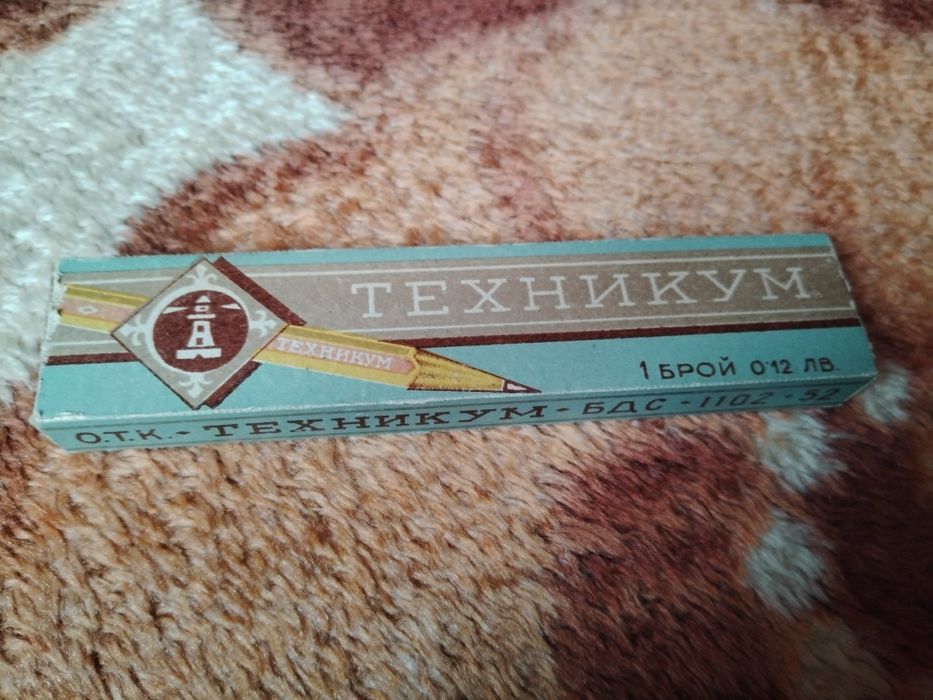 ТЕХНИКУМ
ТЕХНИКУМ
1 БРОЙ 0·12 ЛВ.
О.Т.К. · ТЕХНИКУМ · БДС · 1102 · 52